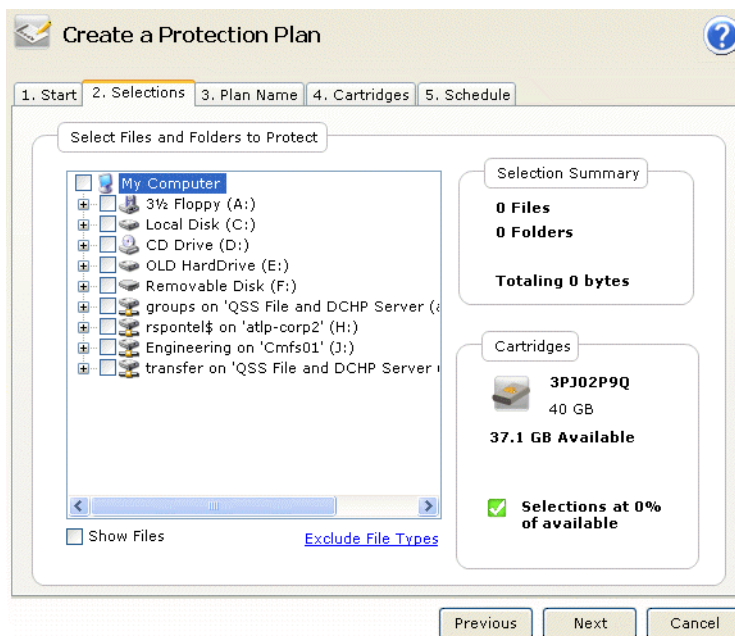 Create a Protection Plan
?
1. Start 2. Selections 3. Plan Name 4. Cartridges 5. Schedule
Select Files and Folders to Protect
My Computer
3½ Floppy (A:)
Local Disk (C:)
CD Drive (D:)
OLD HardDrive (E:)
Removable Disk (F:)
groups on 'QSS File and DCHP Server (
rspontel$ on 'atlp-corp2' (H:)
Engineering on 'Cmfs01' (J:)
transfer on 'QSS File and DCHP Server
Show Files
Exclude File Types
Selection Summary
0 Files
0 Folders
Totaling 0 bytes
Cartridges
3PJ02P9Q
40 GB
37.1 GB Available
Selections at 0%
of available
Previous Next Cancel